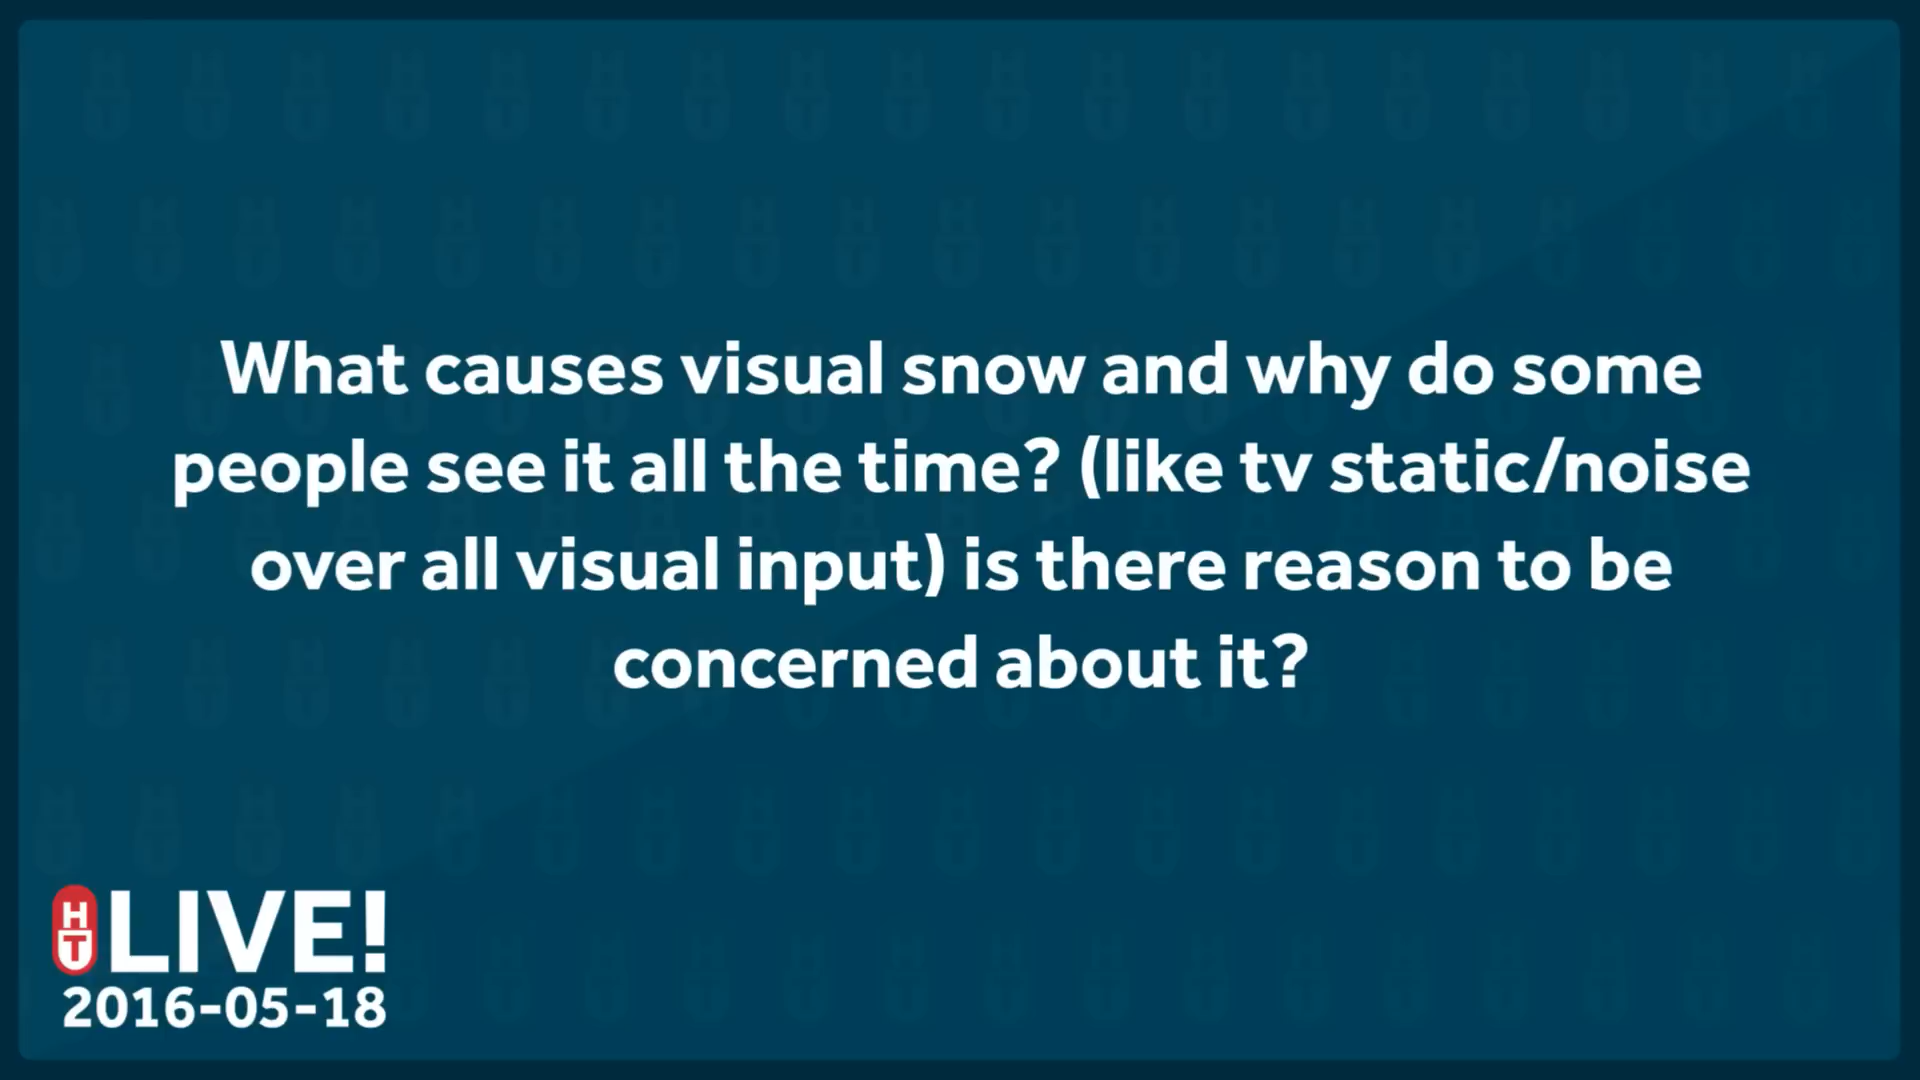 What causes visual snow and why do some
people see it all the time? (like tv static/noise
over all visual input) is there reason to be
concerned about it?
HT LIVE!
2016-05-18